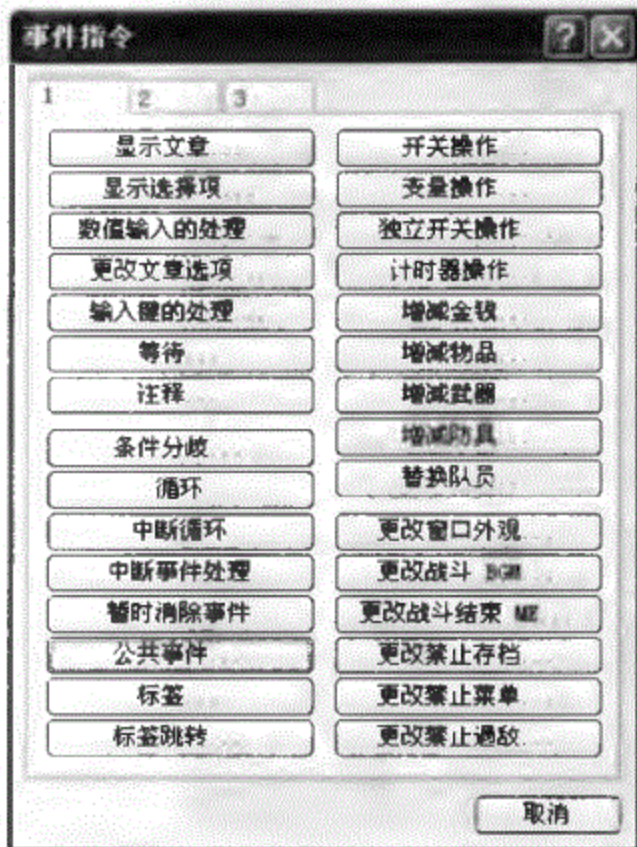 事件指令
1 2 3
显示文章...
显示选择项...
数值输入的处理...
更改文章选项...
输入键的处理...
等待...
注释...
条件分歧...
循环
中断循环
中断事件处理
暂时消除事件
公共事件...
标签...
标签跳转...
开关操作...
变量操作...
独立开关操作...
计时器操作...
增减金钱...
增减物品...
增减武器...
增减防具...
替换队员...
更改窗口外观...
更改战斗 BGM...
更改战斗结束 ME...
更改禁止存档...
更改禁止菜单...
更改禁止遇敌...
取消